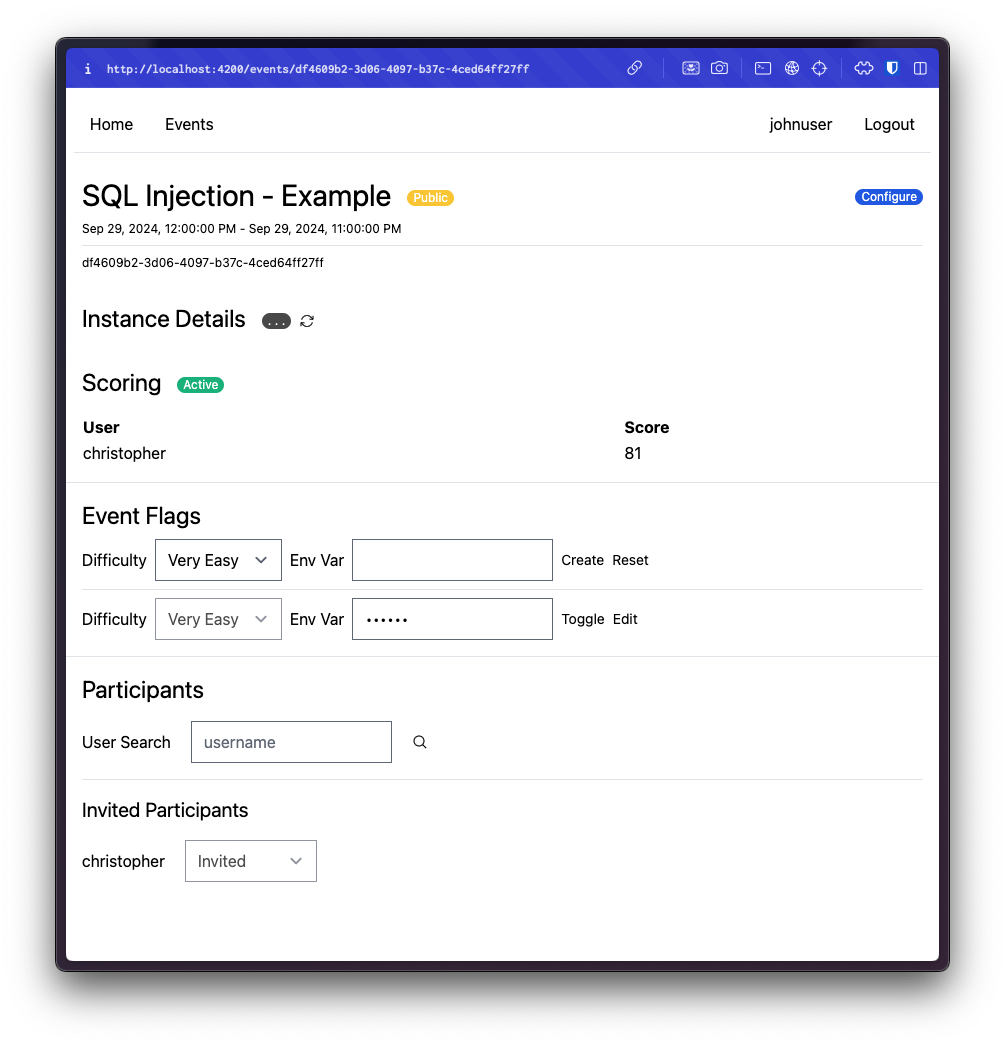 i http://localhost:4200/events/df4609b2-3d06-4097-b37c-4ced64ff27ff
Home Events johnuser Logout
SQL Injection - Example Public Configure
Sep 29, 2024, 12:00:00 PM - Sep 29, 2024, 11:00:00 PM
df4609b2-3d06-4097-b37c-4ced64ff27ff
Instance Details ...
Scoring Active
User Score
christopher 81
Event Flags
Difficulty Very Easy Env Var Create Reset
Difficulty Very Easy Env Var •••••• Toggle Edit
Participants
User Search username
Invited Participants
christopher Invited